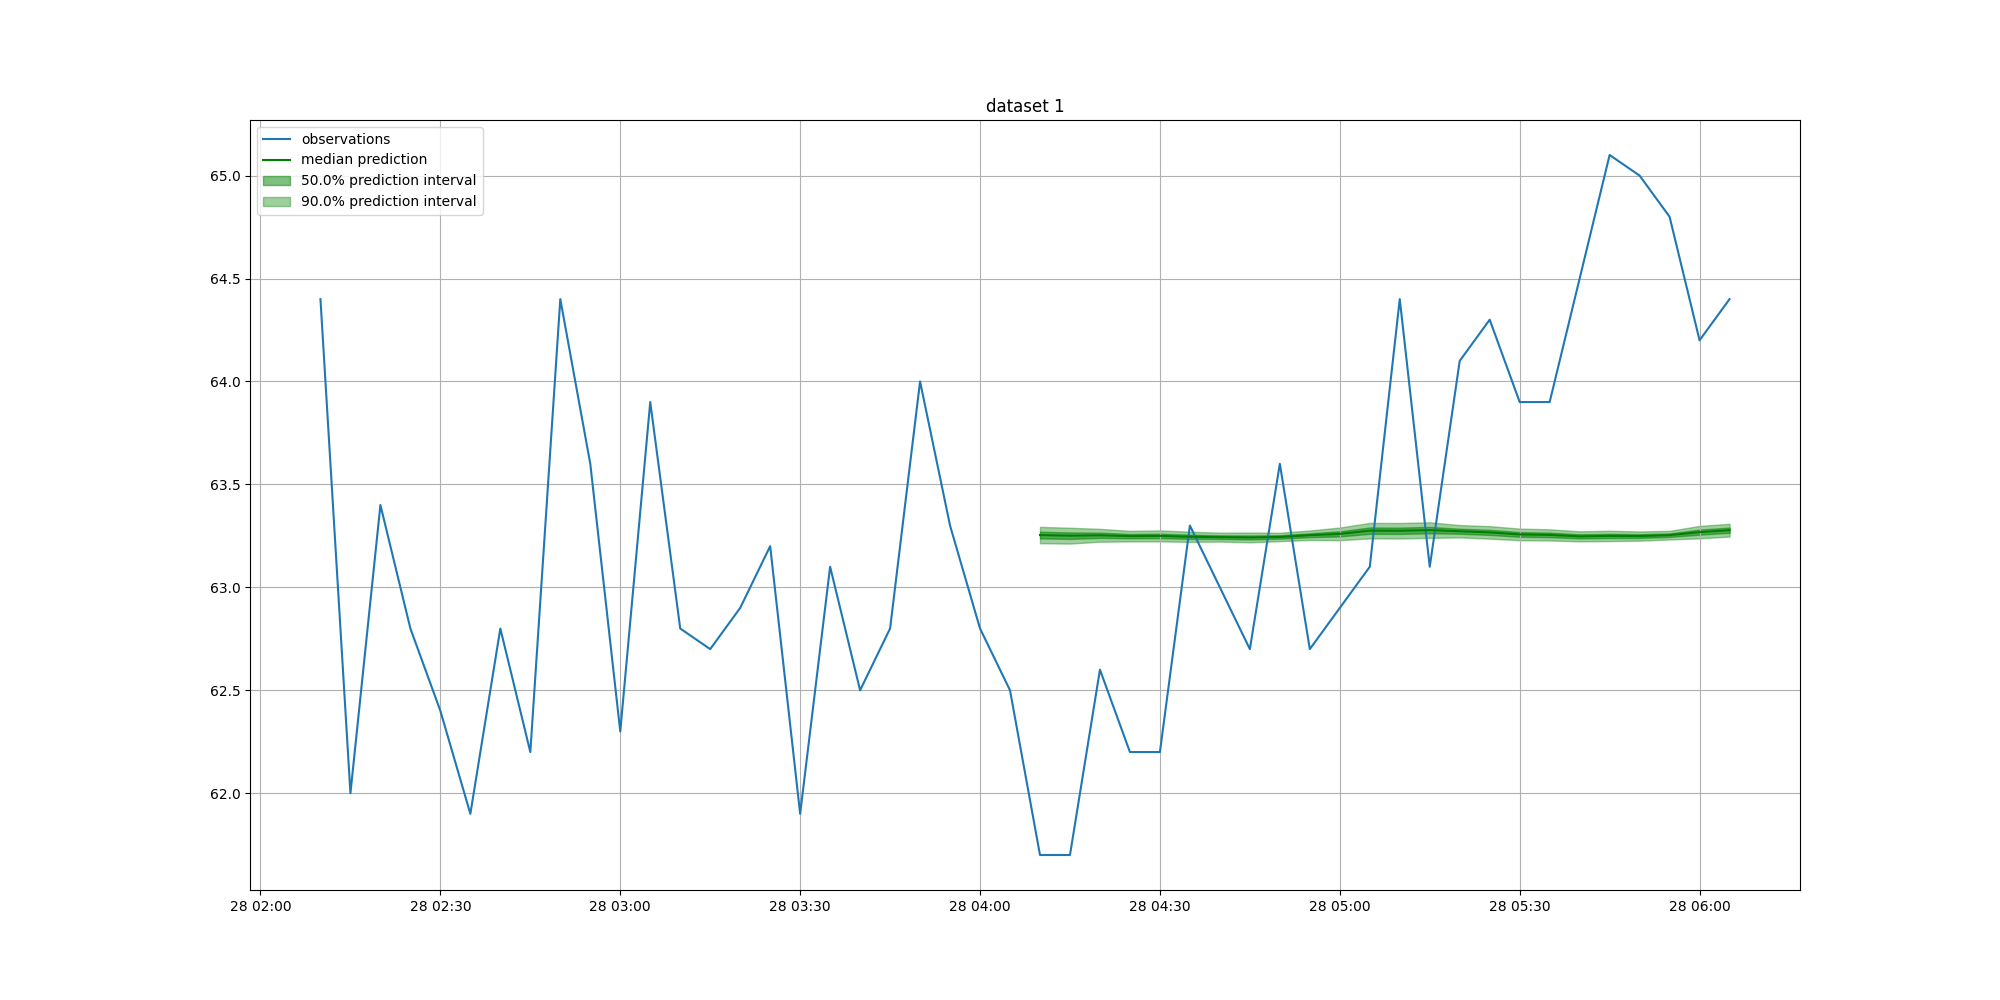 dataset 1
observations
median prediction
50.0% prediction interval
90.0% prediction interval
65.0
64.5
64.0
63.5
63.0
62.5
62.0
28 02:00 28 02:30 28 03:00 28 03:30 28 04:00 28 04:30 28 05:00 28 05:30 28 06:00